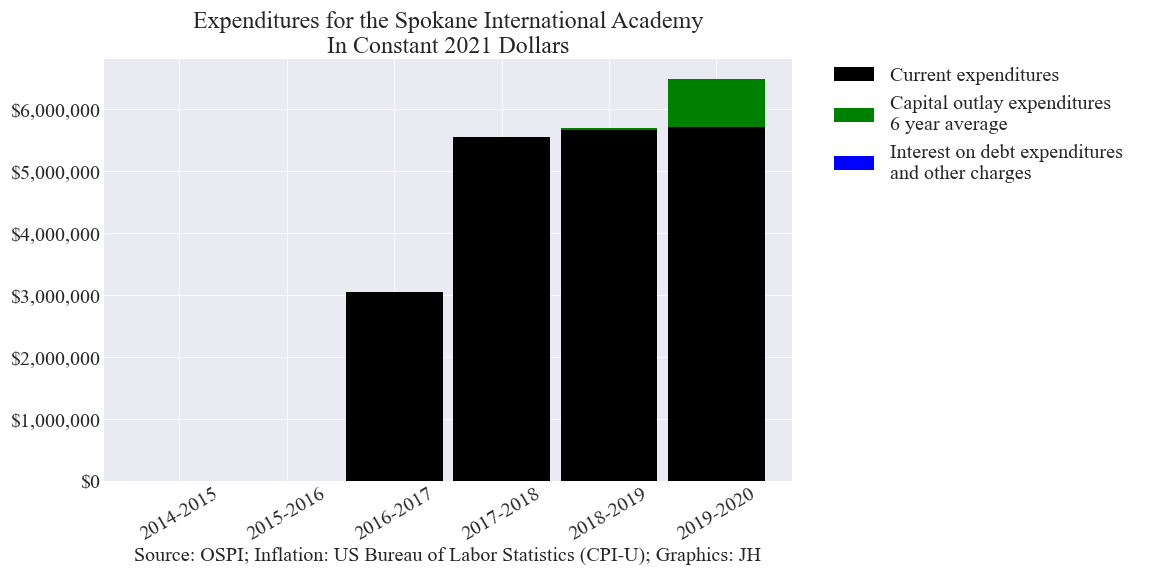 Expenditures for the Spokane International Academy
In Constant 2021 Dollars
Current expenditures
Capital outlay expenditures
6 year average
Interest on debt expenditures
and other charges
$6,000,000
$5,000,000
$4,000,000
$3,000,000
$2,000,000
$1,000,000
$0
2014-2015
2015-2016
2016-2017
2017-2018
2018-2019
2019-2020
Source: OSPI; Inflation: US Bureau of Labor Statistics (CPI-U); Graphics: JH